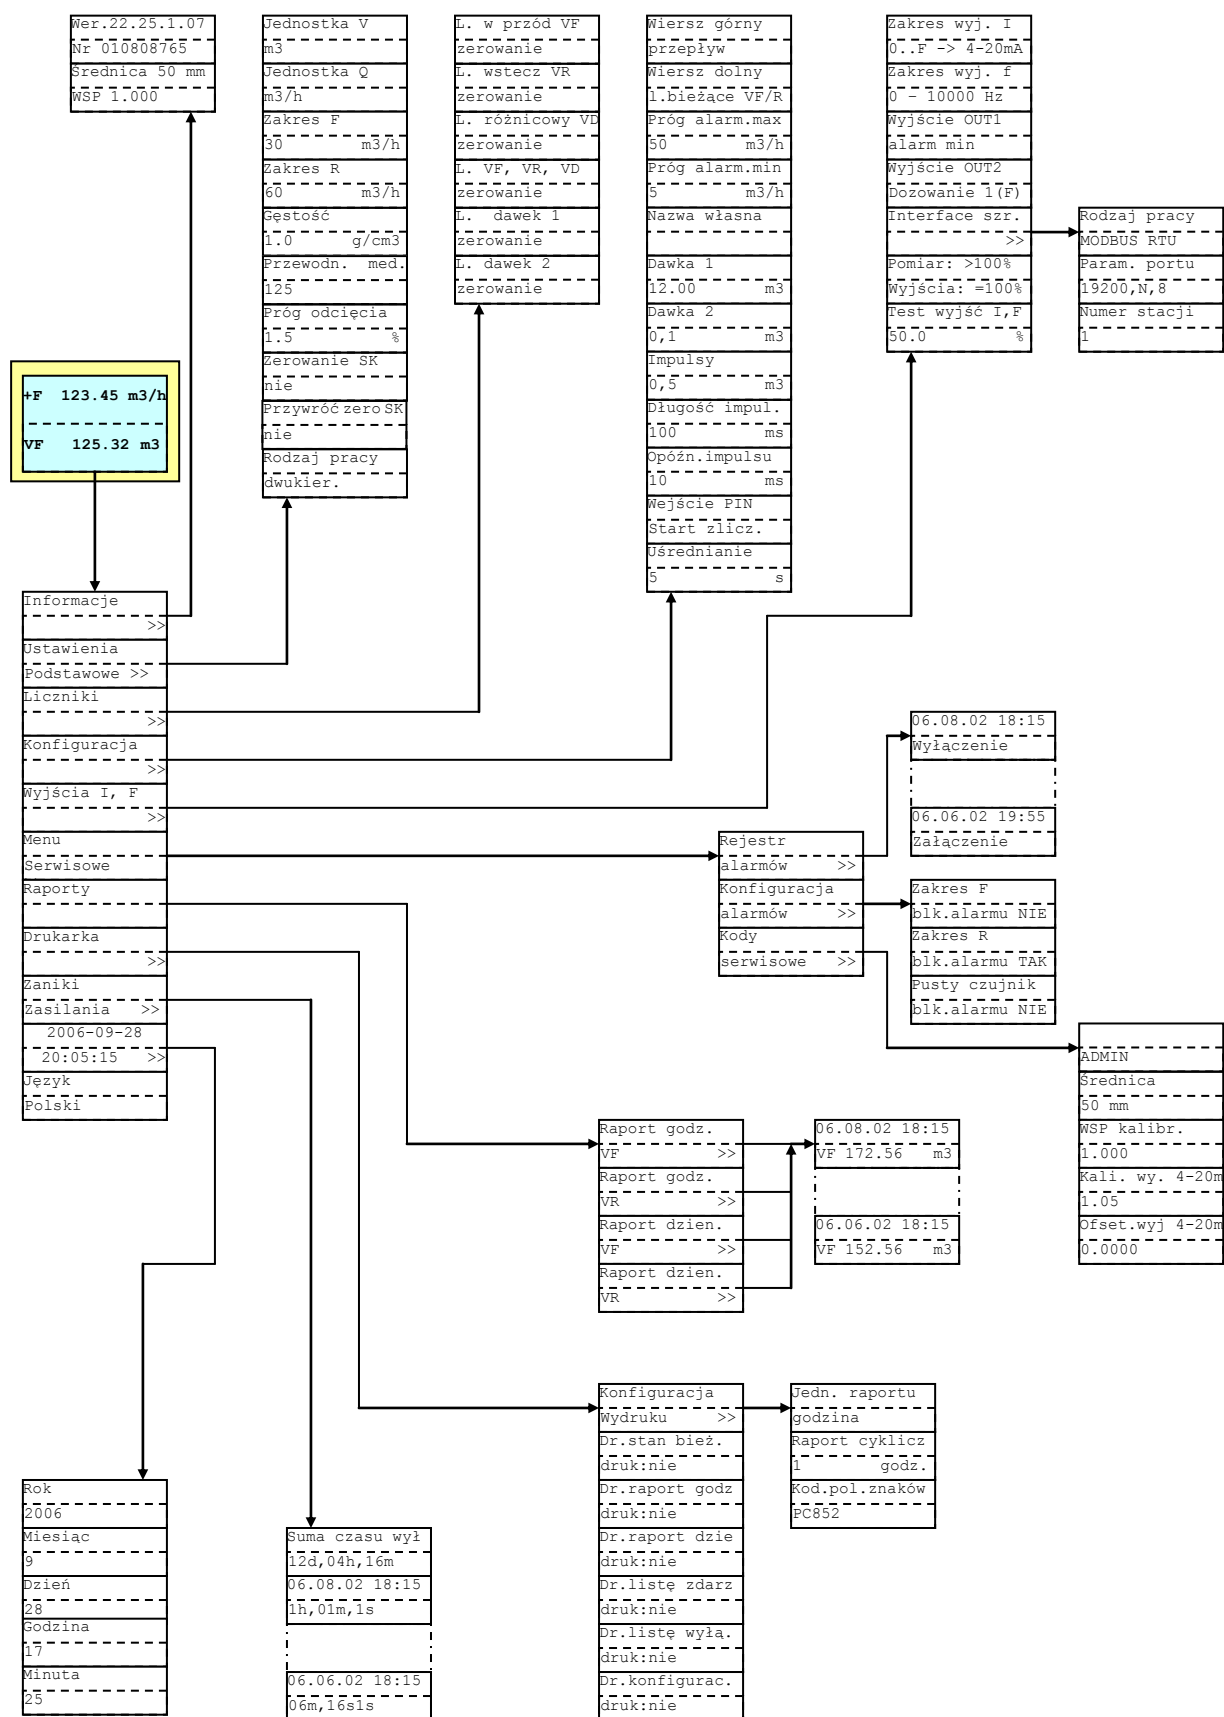 Wer.22.25.1.07
Nr 010808765
Średnica 50 mm
WSP 1.000
Jednostka V
m3
Jednostka Q
m3/h
Zakres F
30 m3/h
Zakres R
60 m3/h
Gęstość
1.0 g/cm3
Przewodn. med.
125
Próg odcięcia
1.5 %
Zerowanie SK
nie
Przywróć zero SK
nie
Rodzaj pracy
dwukier.
L. w przód VF
zerowanie
L. wstecz VR
zerowanie
L. różnicowy VD
zerowanie
L. VF, VR, VD
zerowanie
L. dawek 1
zerowanie
L. dawek 2
zerowanie
Wiersz górny
przepływ
Wiersz dolny
l.bieżące VF/R
Próg alarm.max
50 m3/h
Próg alarm.min
5 m3/h
Nazwa własna
Dawka 1
12.00 m3
Dawka 2
0,1 m3
Impulsy
0,5 m3
Długość impul.
100 ms
Opóźn.impulsu
10 ms
Wejście PIN
Start zlicz.
Uśrednianie
5 s
Zakres wyj. I
0..F -> 4-20mA
Zakres wyj. f
0 - 10000 Hz
Wyjście OUT1
alarm min
Wyjście OUT2
Dozowanie 1(F)
Interface szr.
>>
Pomiar: >100%
Wyjścia: =100%
Test wyjść I,F
50.0 %
Rodzaj pracy
MODBUS RTU
Param. portu
19200,N,8
Numer stacji
1
+F 123.45 m3/h
VF 125.32 m3
Informacje
>>
Ustawienia
Podstawowe >>
Liczniki
>>
Konfiguracja
>>
Wyjścia I, F
>>
Menu
Serwisowe
Raporty
Drukarka
>>
Zaniki
Zasilania >>
2006-09-28
20:05:15 >>
Język
Polski
Rejestr
alarmów >>
Konfiguracja
alarmów >>
Kody
serwisowe >>
06.08.02 18:15
Wyłączenie
06.06.02 19:55
Załączenie
Zakres F
blk.alarmu NIE
Zakres R
blk.alarmu TAK
Pusty czujnik
blk.alarmu NIE
ADMIN
Średnica
50 mm
WSP kalibr.
1.000
Kali. wy. 4-20m
1.05
Ofset.wyj 4-20m
0.0000
Raport godz.
VF >>
Raport godz.
VR >>
Raport dzien.
VF >>
Raport dzien.
VR >>
06.08.02 18:15
VF 172.56 m3
06.06.02 18:15
VF 152.56 m3
Konfiguracja
Wydruku >>
Dr.stan bież.
druk:nie
Dr.raport godz
druk:nie
Dr.raport dzie
druk:nie
Dr.listę zdarz
druk:nie
Dr.listę wyłą.
druk:nie
Dr.konfigurac.
druk:nie
Jedn. raportu
godzina
Raport cyklicz
1 godz.
Kod.pol.znaków
PC852
Rok
2006
Miesiąc
9
Dzień
28
Godzina
17
Minuta
25
Suma czasu wył
12d,04h,16m
06.08.02 18:15
1h,01m,1s
06.06.02 18:15
06m,16s1s